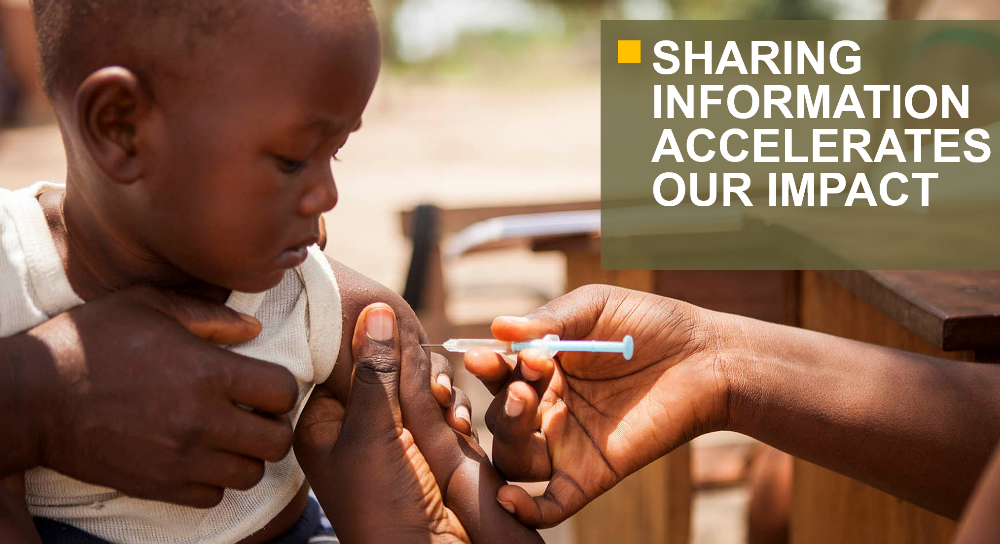 SHARING
INFORMATION
ACCELERATES
OUR IMPACT